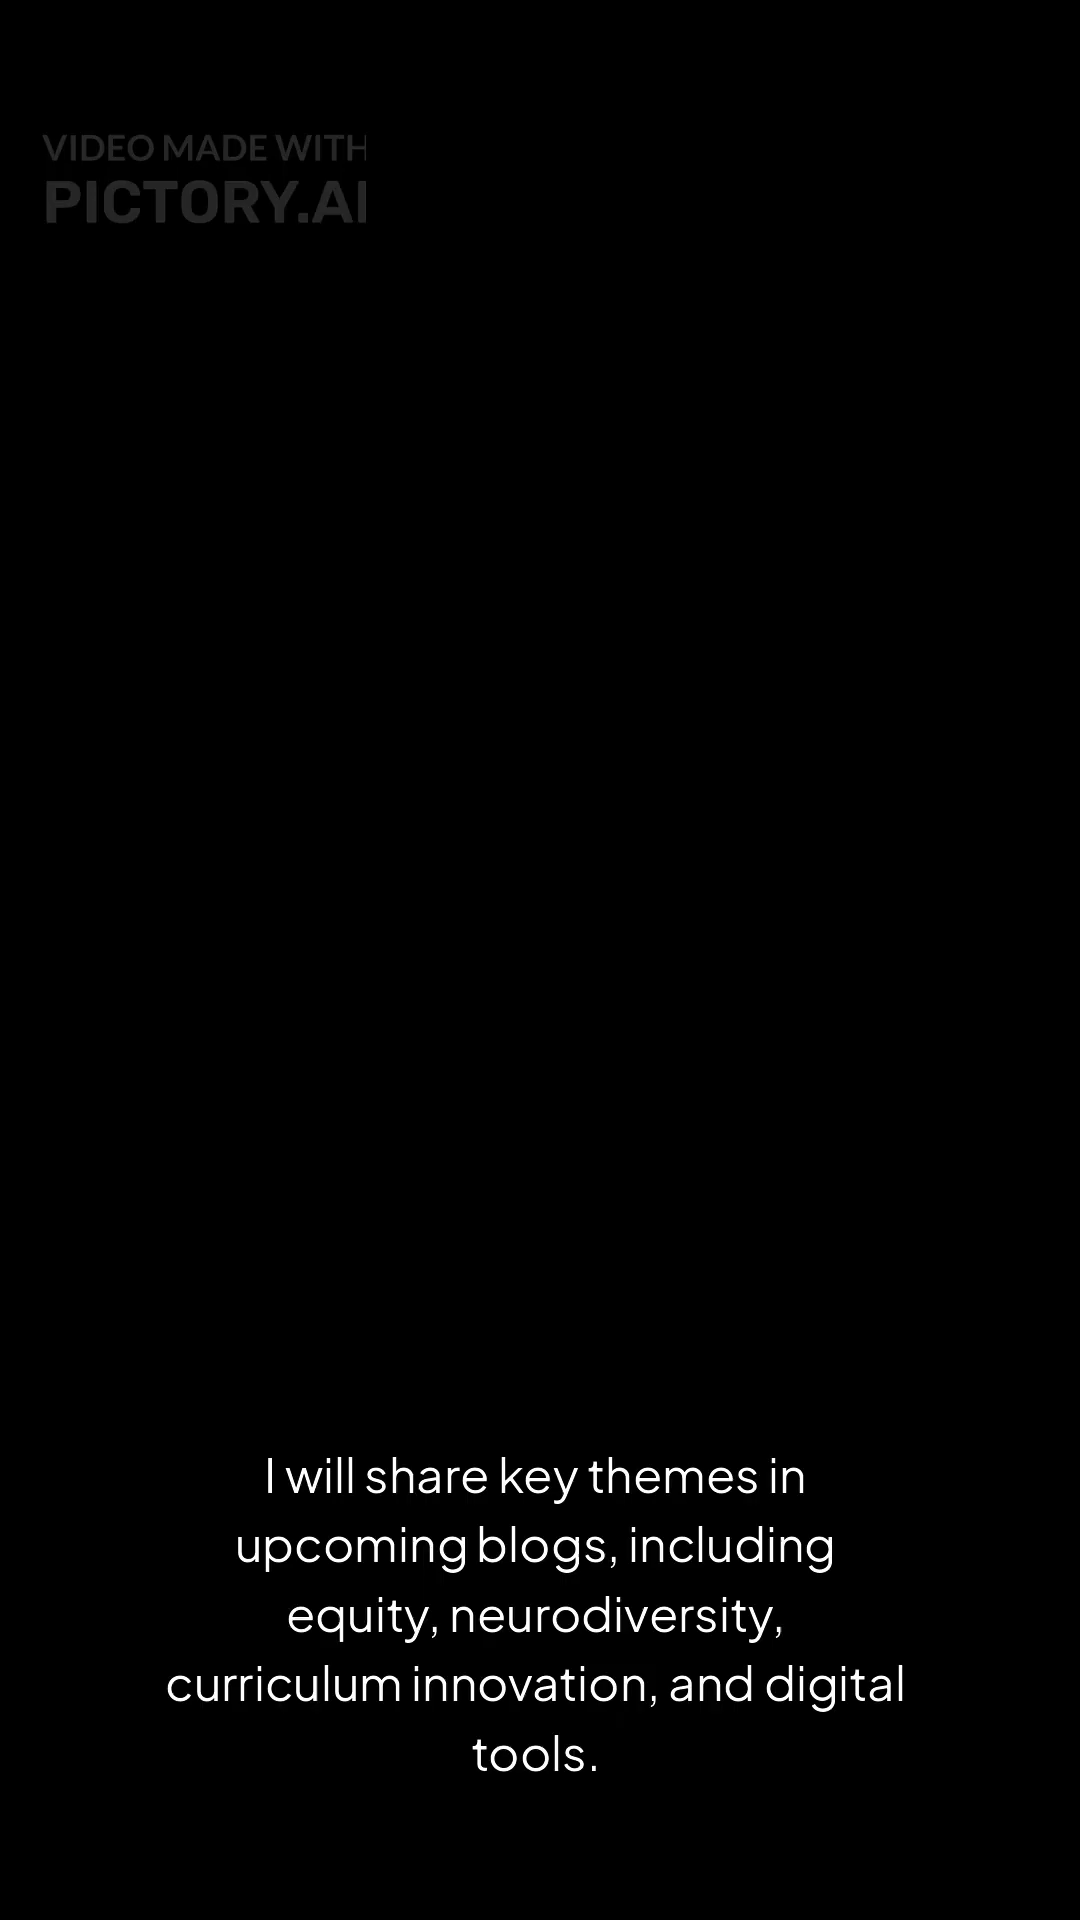 VIDEO MADE WITH
PICTORY.AI
I will share key themes in
upcoming blogs, including
equity, neurodiversity,
curriculum innovation, and digital
tools.